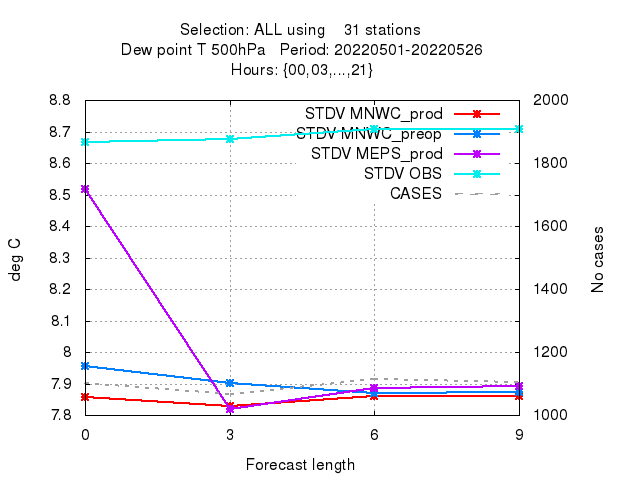 Selection: ALL using    31 stations
Dew point T 500hPa   Period: 20220501-20220526
Hours: {00,03,...,21}
8.8
8.7
8.6
8.5
8.4
8.3
8.2
8.1
8
7.9
7.8
deg C
STDV MNWC_prod
STDV MNWC_preop
STDV MEPS_prod
STDV OBS
CASES
2000
1800
1600
1400
1200
1000
No cases
0 3 6 9
Forecast length